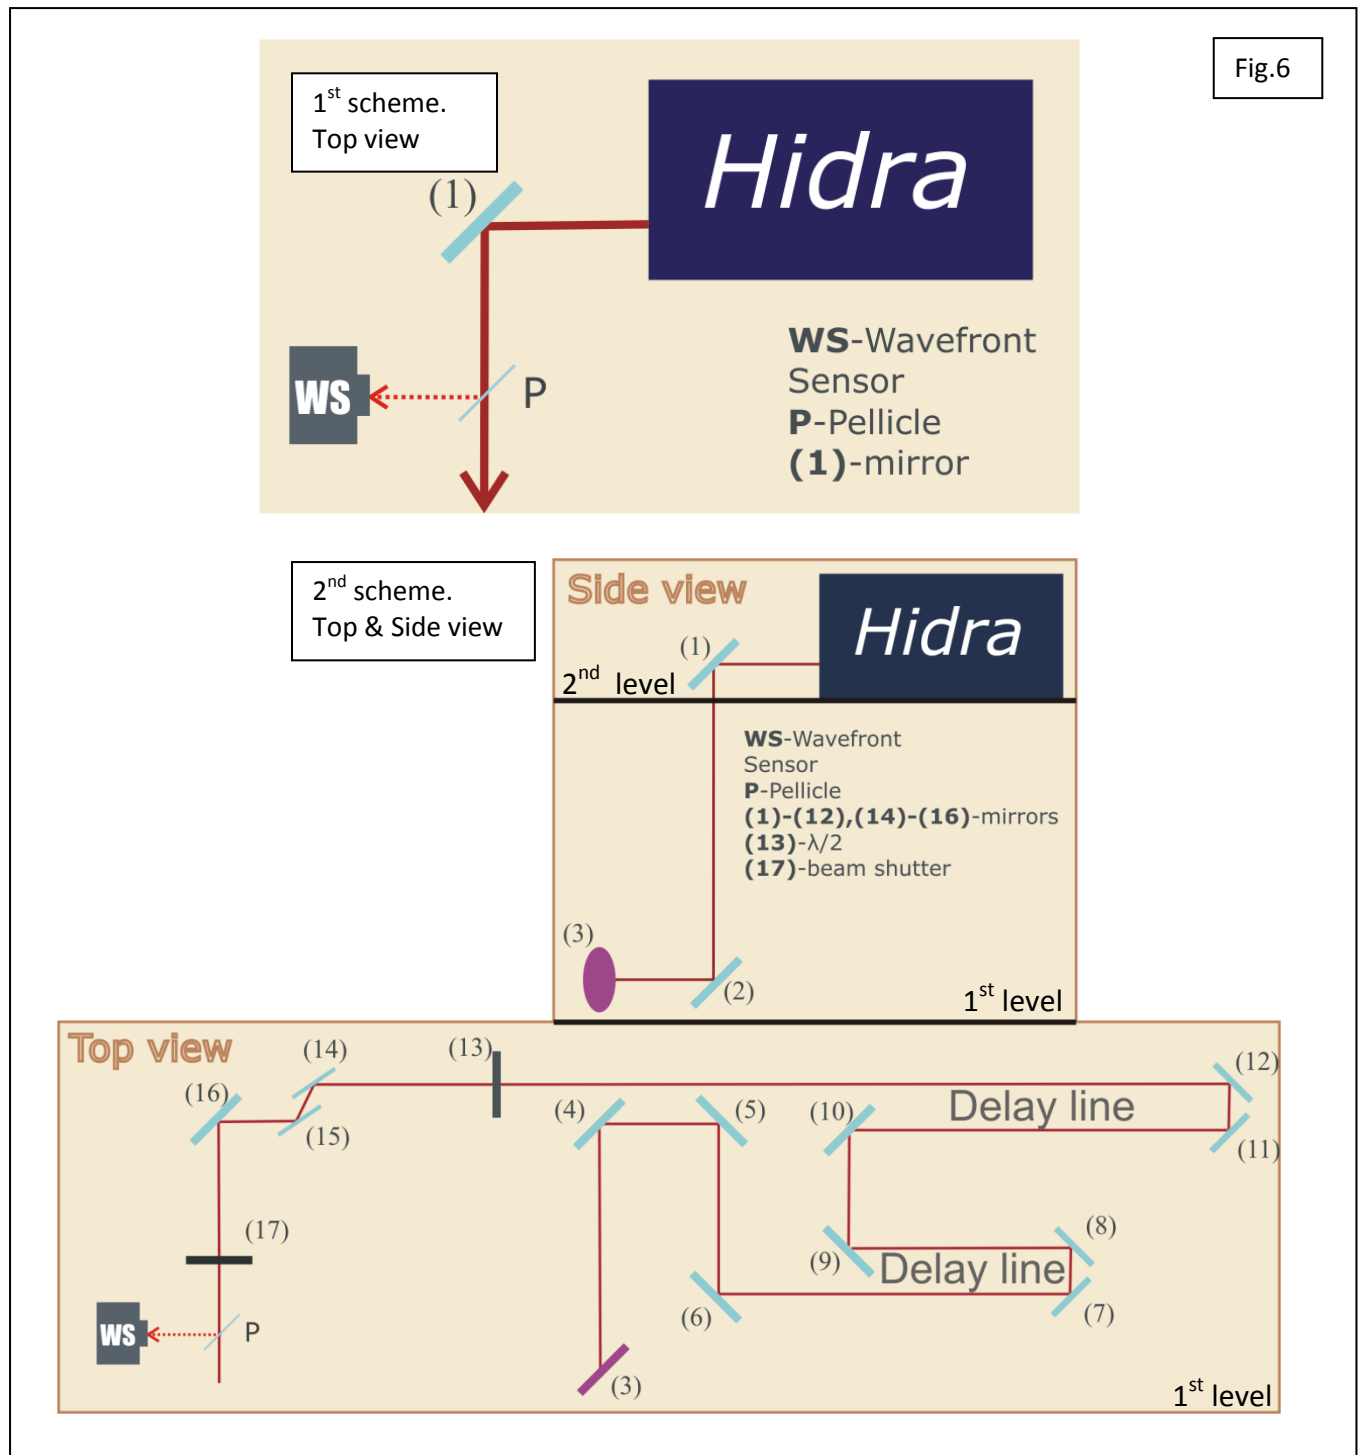 Fig.6
1st scheme.
Top view
Hidra
(1)
P
WS
WS-Wavefront
Sensor
P-Pellicle
(1)-mirror
2nd scheme.
Top & Side view
Side view
Hidra
(1)
2nd level
WS-Wavefront
Sensor
P-Pellicle
(1)-(12),(14)-(16)-mirrors
(13)-λ/2
(17)-beam shutter
(3)
(2)
1st level
Top view
(14)
(13)
(12)
(16)
(4)
(5)
(10)
Delay line
(15)
(11)
(17)
(8)
(9)
Delay line
(6)
(7)
WS
P
(3)
1st level